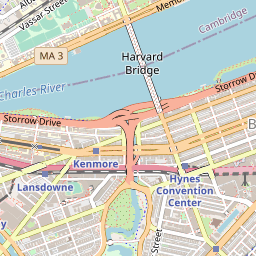 Vassar Street
Memo
Cambridge
MA 3
Harvard
Bridge
Charles River
Storrow Drive
Storrow Drive
B
Kenmore
Lansdowne
Hynes
Convention
Center
Street
y